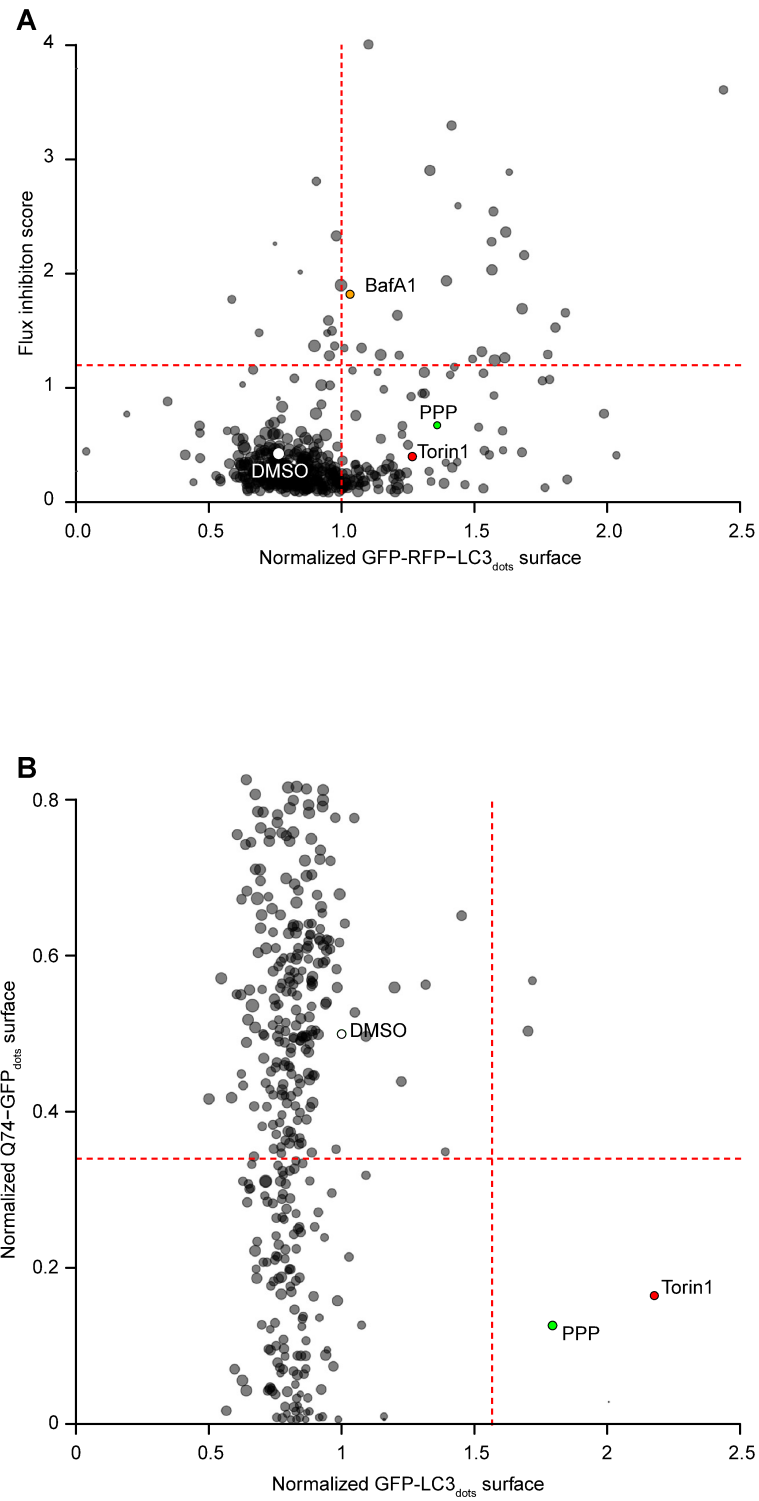 A
4
3
2
1
0
Flux inhibiton score
BafA1
PPP
Torin1
DMSO
0.0 0.5 1.0 1.5 2.0 2.5
Normalized GFP-RFP−LC3dots surface
B
0.8
0.6
0.4
0.2
0
Normalized Q74−GFPdots surface
DMSO
Torin1
PPP
0 0.5 1 1.5 2 2.5
Normalized GFP-LC3dots surface